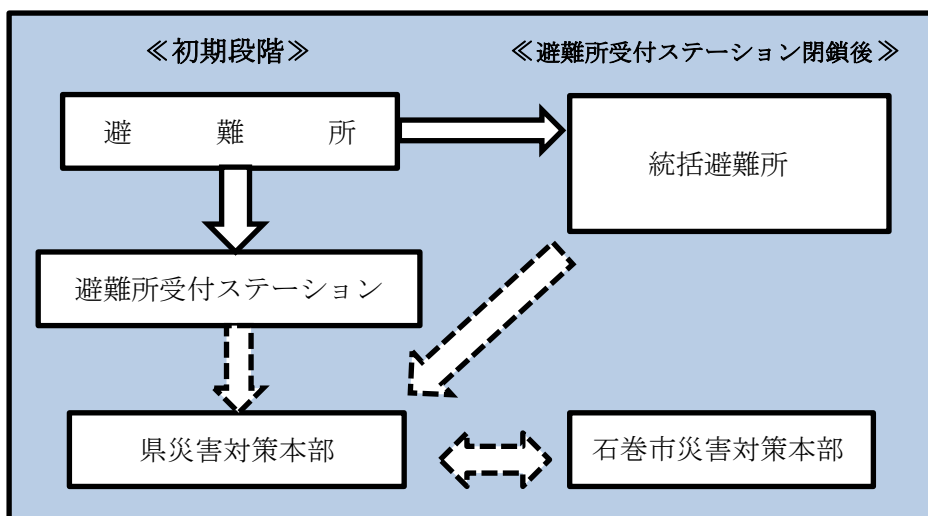 ≪初期段階≫
≪避難所受付ステーション閉鎖後≫
避難所
統括避難所
避難所受付ステーション
県災害対策本部
石巻市災害対策本部